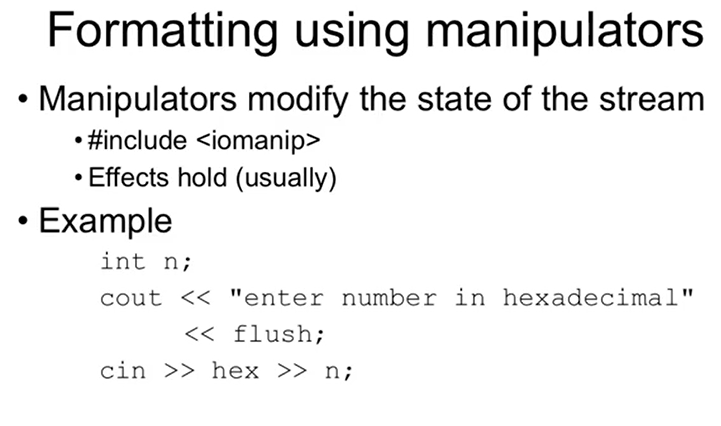 Formatting using manipulators
• Manipulators modify the state of the stream
• #include <iomanip>
• Effects hold (usually)
• Example
int n;
cout << "enter number in hexadecimal"
<< flush;
cin >> hex >> n;